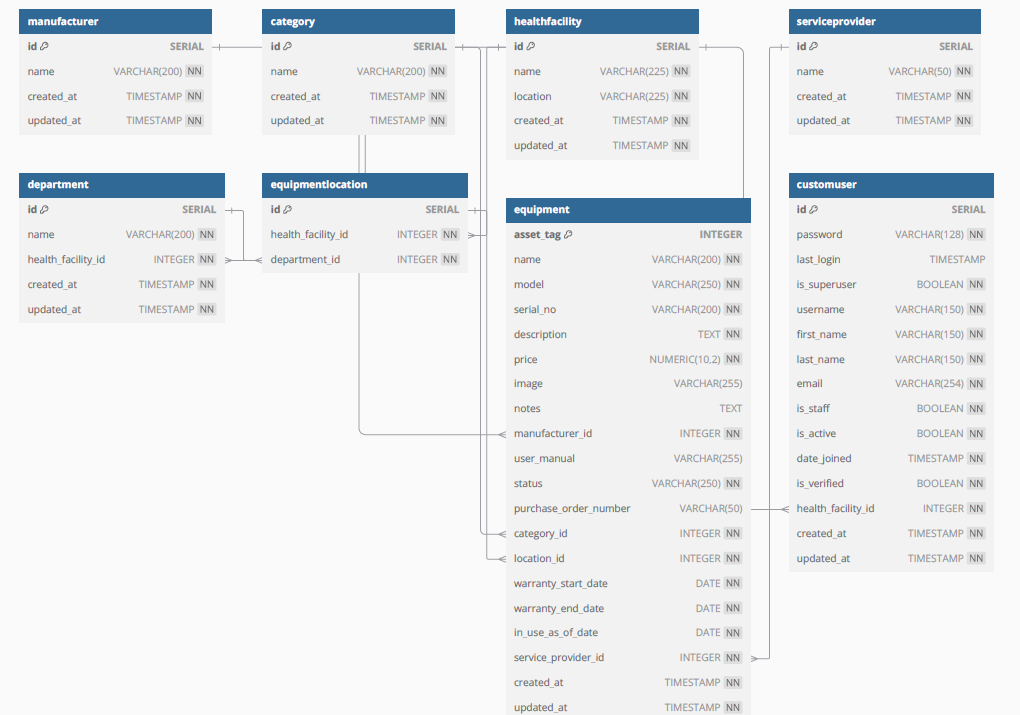 manufacturer
id SERIAL
name VARCHAR(200) NN
created_at TIMESTAMP NN
updated_at TIMESTAMP NN
category
id SERIAL
name VARCHAR(200) NN
created_at TIMESTAMP NN
updated_at TIMESTAMP NN
healthfacility
id SERIAL
name VARCHAR(225) NN
location VARCHAR(225) NN
created_at TIMESTAMP NN
updated_at TIMESTAMP NN
serviceprovider
id SERIAL
name VARCHAR(50) NN
created_at TIMESTAMP NN
updated_at TIMESTAMP NN
department
id SERIAL
name VARCHAR(200) NN
health_facility_id INTEGER NN
created_at TIMESTAMP NN
updated_at TIMESTAMP NN
equipmentlocation
id SERIAL
health_facility_id INTEGER NN
department_id INTEGER NN
equipment
asset_tag INTEGER
name VARCHAR(200) NN
model VARCHAR(250) NN
serial_no VARCHAR(200) NN
description TEXT NN
price NUMERIC(10,2) NN
image VARCHAR(255)
notes TEXT
manufacturer_id INTEGER NN
user_manual VARCHAR(255)
status VARCHAR(250) NN
purchase_order_number VARCHAR(50)
category_id INTEGER NN
location_id INTEGER NN
warranty_start_date DATE NN
warranty_end_date DATE NN
in_use_as_of_date DATE NN
service_provider_id INTEGER NN
created_at TIMESTAMP NN
updated_at TIMESTAMP NN
customuser
id SERIAL
password VARCHAR(128) NN
last_login TIMESTAMP
is_superuser BOOLEAN NN
username VARCHAR(150) NN
first_name VARCHAR(150) NN
last_name VARCHAR(150) NN
email VARCHAR(254) NN
is_staff BOOLEAN NN
is_active BOOLEAN NN
date_joined TIMESTAMP NN
is_verified BOOLEAN NN
health_facility_id INTEGER NN
created_at TIMESTAMP NN
updated_at TIMESTAMP NN